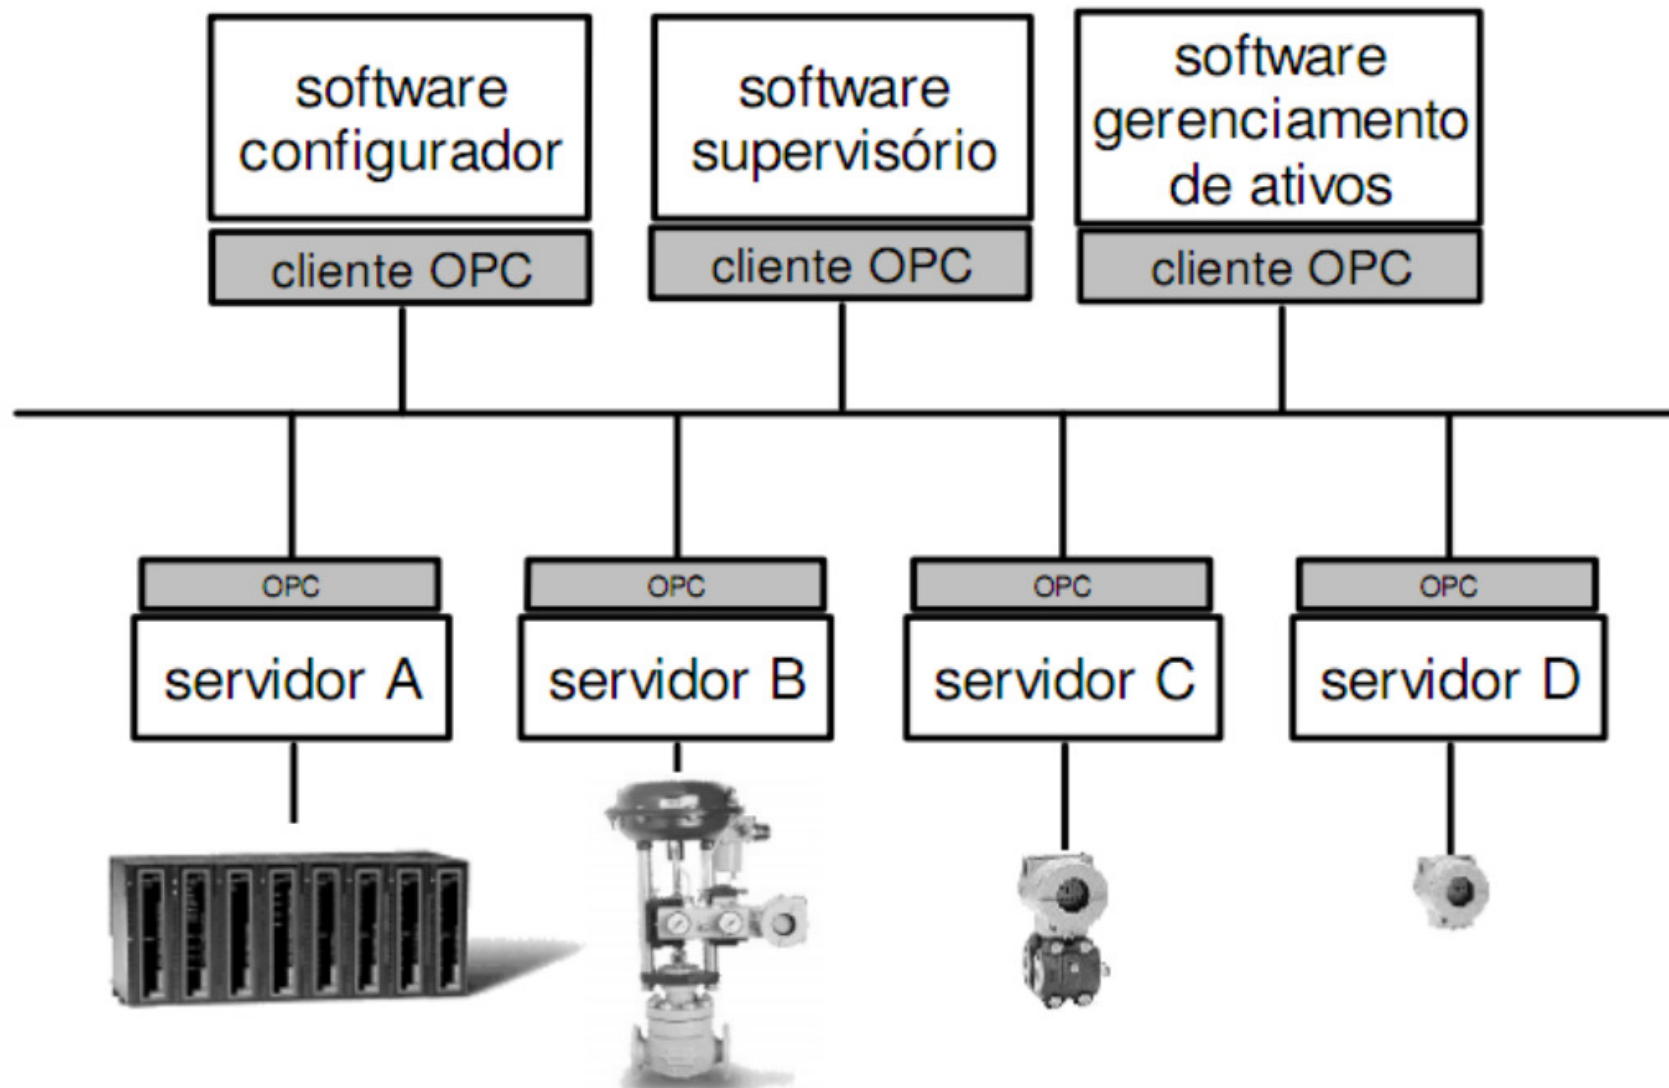 software
configurador
cliente OPC
software
supervisório
cliente OPC
software
gerenciamento
de ativos
cliente OPC
OPC
servidor A
OPC
servidor B
OPC
servidor C
OPC
servidor D